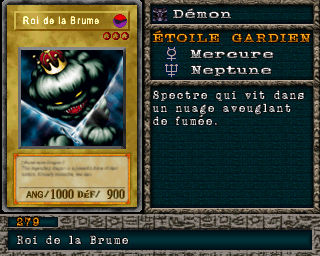 Roi de la Brume
ANG/1000 DéF/ 900
Démon
ÉTOILE GARDIEN
Mercure
Neptune
Spectre qui vit dans
un nuage aveuglant
de fumée.
279
Roi de la Brume